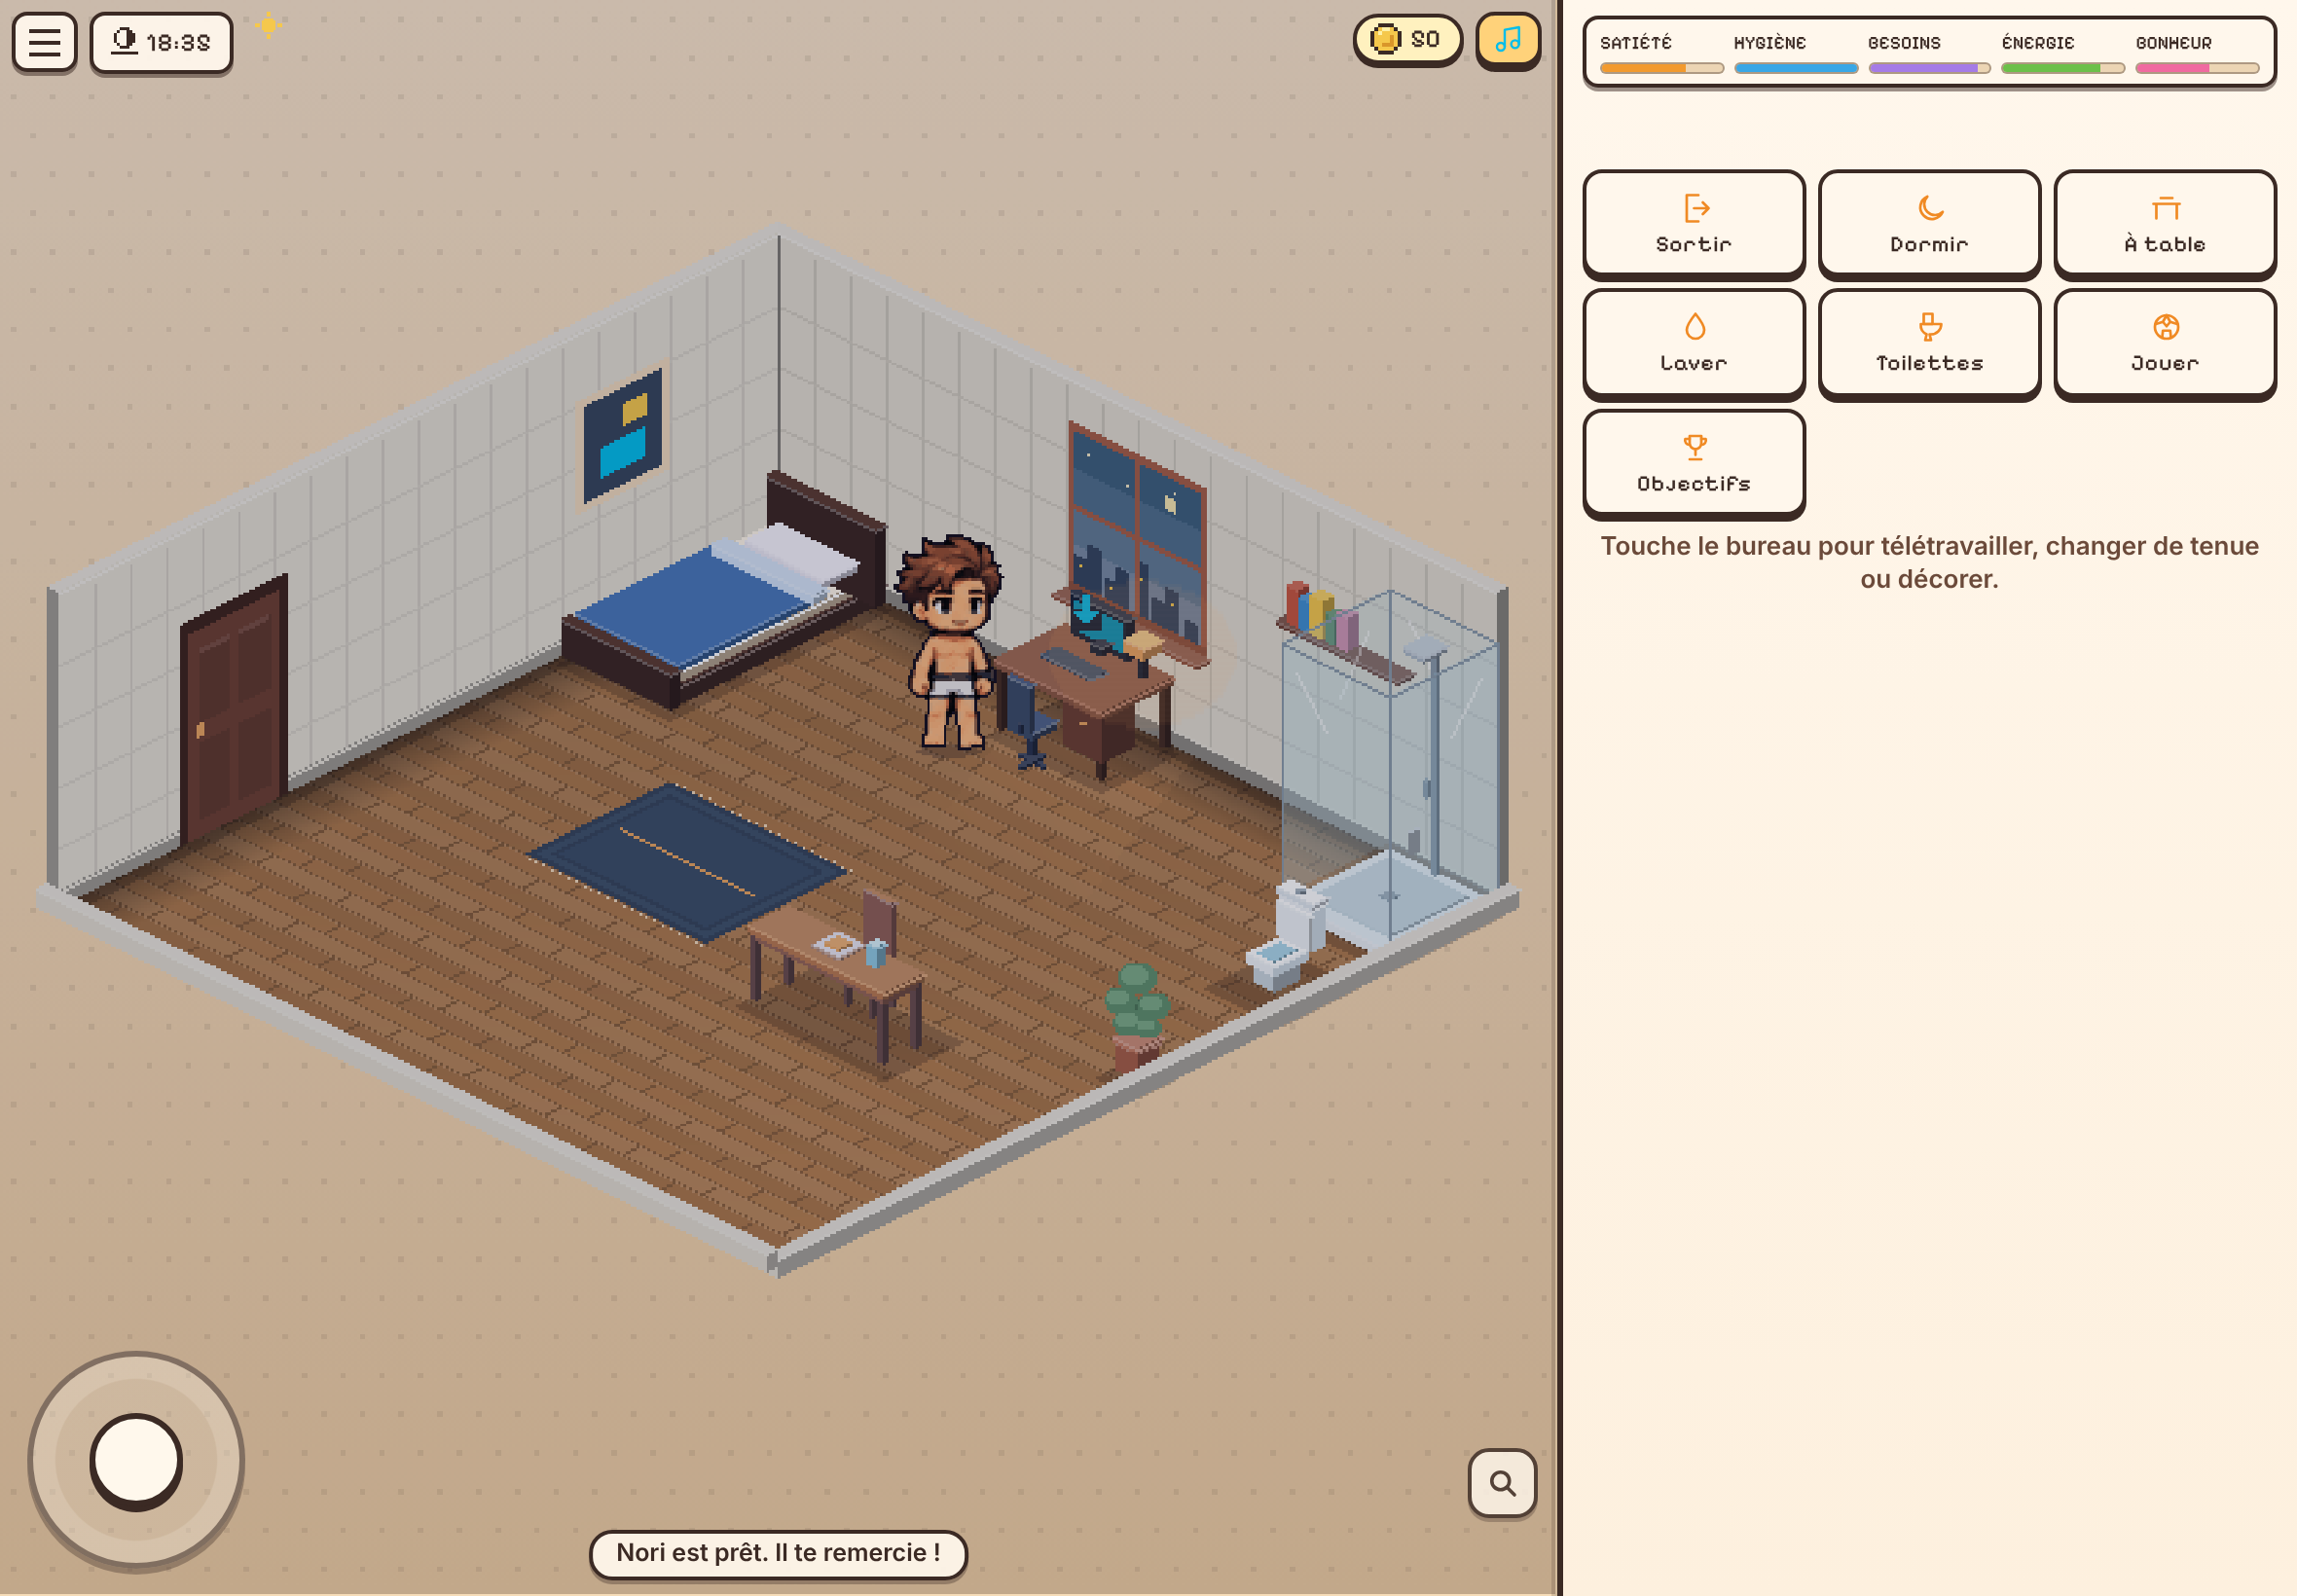 18:38
80
SATIÉTÉ
HYGIÈNE
BESOINS
ÉNERGIE
BONHEUR
Sortir
Dormir
À table
Laver
Toilettes
Jouer
Objectifs
Touche le bureau pour télétravailler, changer de tenue
ou décorer.
Nori est prêt. Il te remercie !